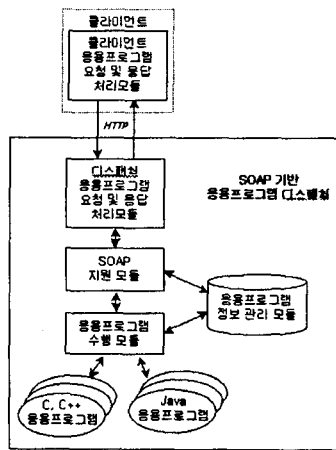 클라이언트
클라이언트
응용프로그램
요청 및 응답
처리모듈
HTTP
디스패처
응용프로그램
요청 및 응답
처리모듈
SOAP 기반
응용프로그램 디스패처
SOAP
지원 모듈
응용프로그램
정보 관리 모듈
응용프로그램
수행 모듈
C, C++
응용프로그램
Java
응용프로그램